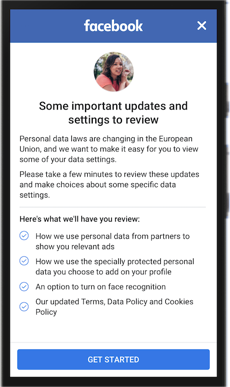 facebook
Some important updates and
settings to review
Personal data laws are changing in the European
Union, and we want to make it easy for you to view
some of your data settings.
Please take a few minutes to review these updates
and make choices about some specific data
settings.
Here's what we'll have you review:
How we use personal data from partners to
show you relevant ads
How we use the specially protected personal
data you choose to add on your profile
An option to turn on face recognition
Our updated Terms, Data Policy and Cookies
Policy
GET STARTED